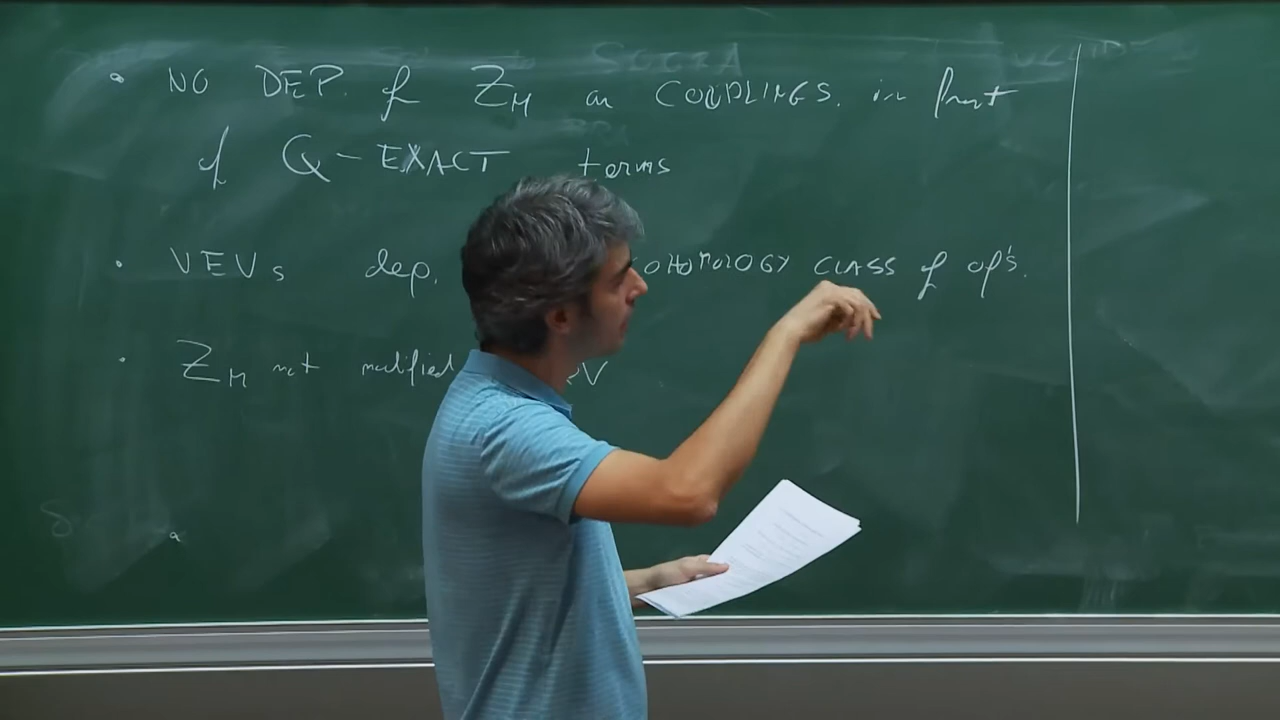 • NO DEP. of Z_M on COUPLINGS. in front
of Q-EXACT terms
• VEVs dep. OHOMOLOGY CLASS of op's.
• Z_M not modified